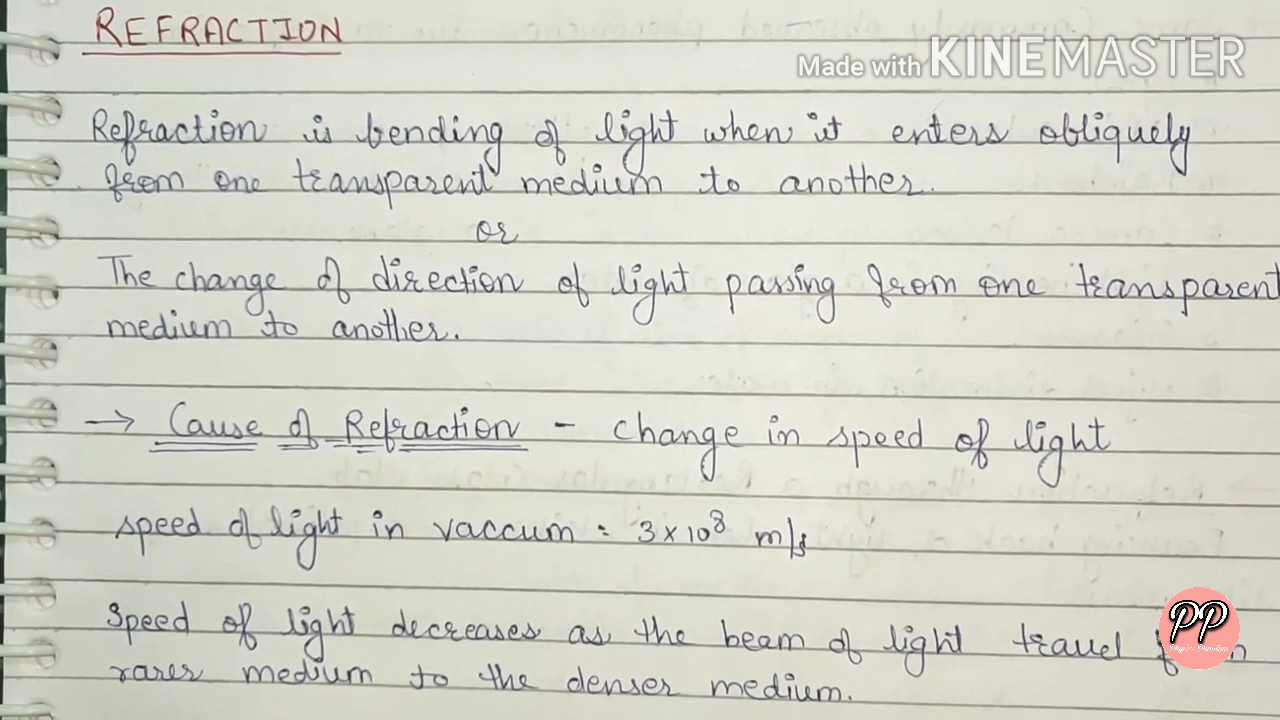 REFRACTION
Made with KINEMASTER
Refraction is bending of light when it enters obliquely
from one transparent medium to another.
or
The change of direction of light passing from one transparent
medium to another.
→ Cause of Refraction - change in speed of light
speed of light in vaccum = 3 × 10⁸ m/s
Speed of light decreases as the beam of light travel from
rarer medium to the denser medium.
PP